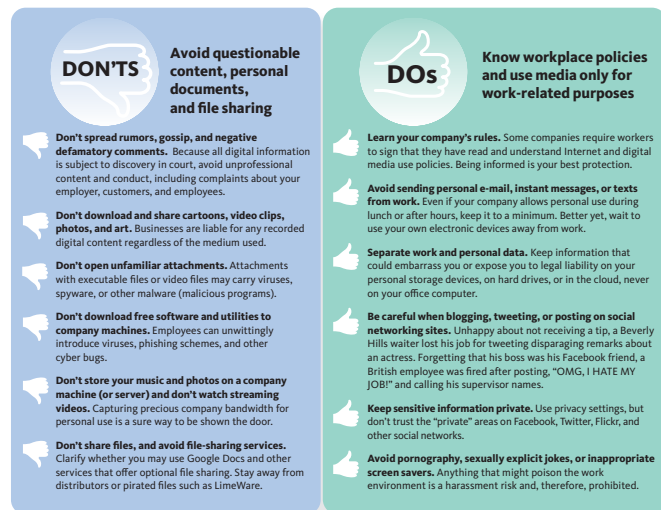 DON'TS
Avoid questionable
content, personal
documents,
and file sharing
Don't spread rumors, gossip, and negative
defamatory comments. Because all digital information
is subject to discovery in court, avoid unprofessional
content and conduct, including complaints about your
employer, customers, and employees.
Don't download and share cartoons, video clips,
photos, and art. Businesses are liable for any recorded
digital content regardless of the medium used.
Don't open unfamiliar attachments. Attachments
with executable files or video files may carry viruses,
spyware, or other malware (malicious programs).
Don't download free software and utilities to
company machines. Employees can unwittingly
introduce viruses, phishing schemes, and other
cyber bugs.
Don't store your music and photos on a company
machine (or server) and don't watch streaming
videos. Capturing precious company bandwidth for
personal use is a sure way to be shown the door.
Don't share files, and avoid file-sharing services.
Clarify whether you may use Google Docs and other
services that offer optional file sharing. Stay away from
distributors or pirated files such as LimeWare.
DOs
Know workplace policies
and use media only for
work-related purposes
Learn your company's rules. Some companies require workers
to sign that they have read and understand Internet and digital
media use policies. Being informed is your best protection.
Avoid sending personal e-mail, instant messages, or texts
from work. Even if your company allows personal use during
lunch or after hours, keep it to a minimum. Better yet, wait to
use your own electronic devices away from work.
Separate work and personal data. Keep information that
could embarrass you or expose you to legal liability on your
personal storage devices, on hard drives, or in the cloud, never
on your office computer.
Be careful when blogging, tweeting, or posting on social
networking sites. Unhappy about not receiving a tip, a Beverly
Hills waiter lost his job for tweeting disparaging remarks about
an actress. Forgetting that his boss was his Facebook friend, a
British employee was fired after posting, "OMG, I HATE MY
JOB!" and calling his supervisor names.
Keep sensitive information private. Use privacy settings, but
don't trust the "private" areas on Facebook, Twitter, Flickr, and
other social networks.
Avoid pornography, sexually explicit jokes, or inappropriate
screen savers. Anything that might poison the work
environment is a harassment risk and, therefore, prohibited.